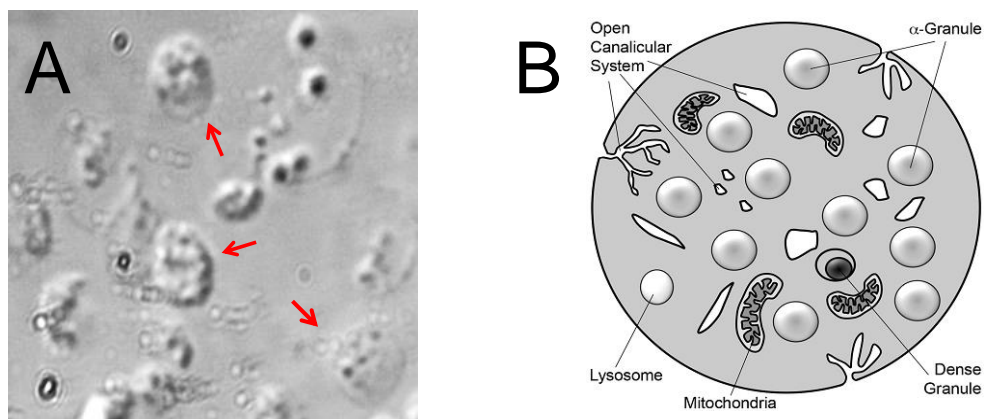 A
B
Open
Canalicular
System
α-Granule
Lysosome
Mitochondria
Dense
Granule